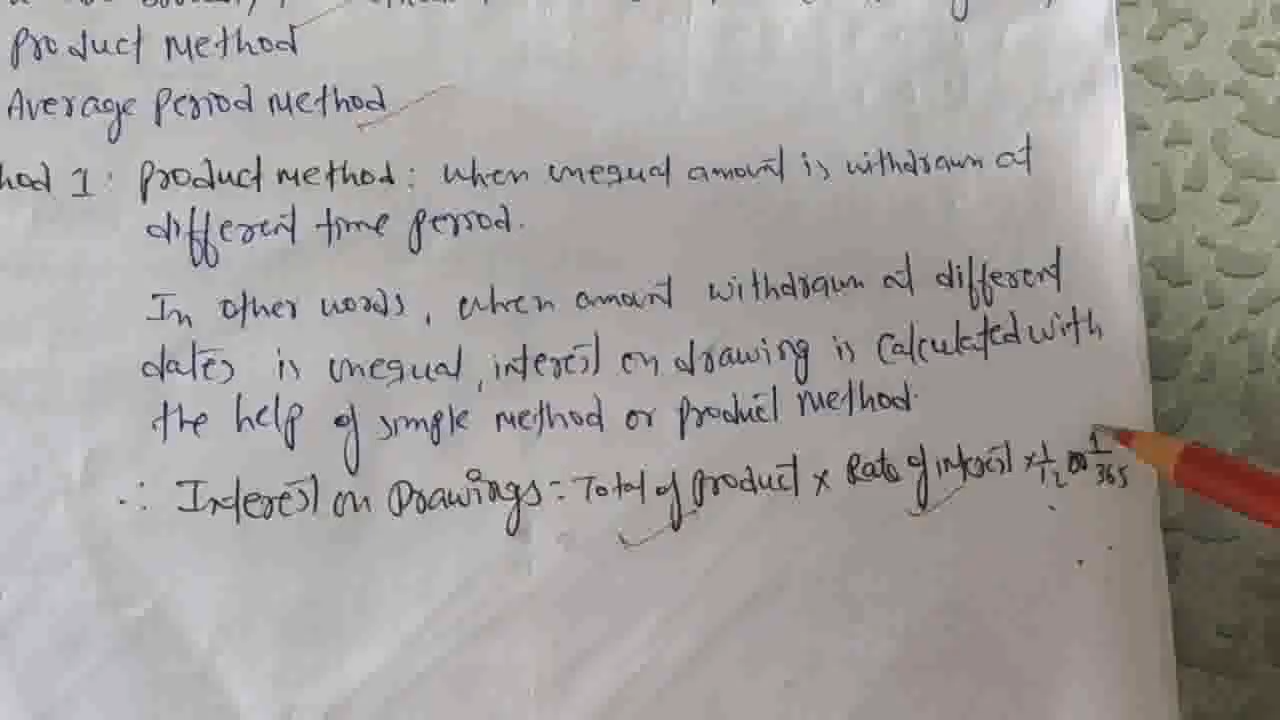 Product Method
Average Period Method
hod 1: Product method: when unequal amount is withdrawn at
different time period.
In other words, when amount withdrawn at different
dates is unequal, interest on drawing is calculated with
the help of simple method or product method.
∴ Interest on Drawings = Total of product × Rate of interest × 1/12 or 1/365